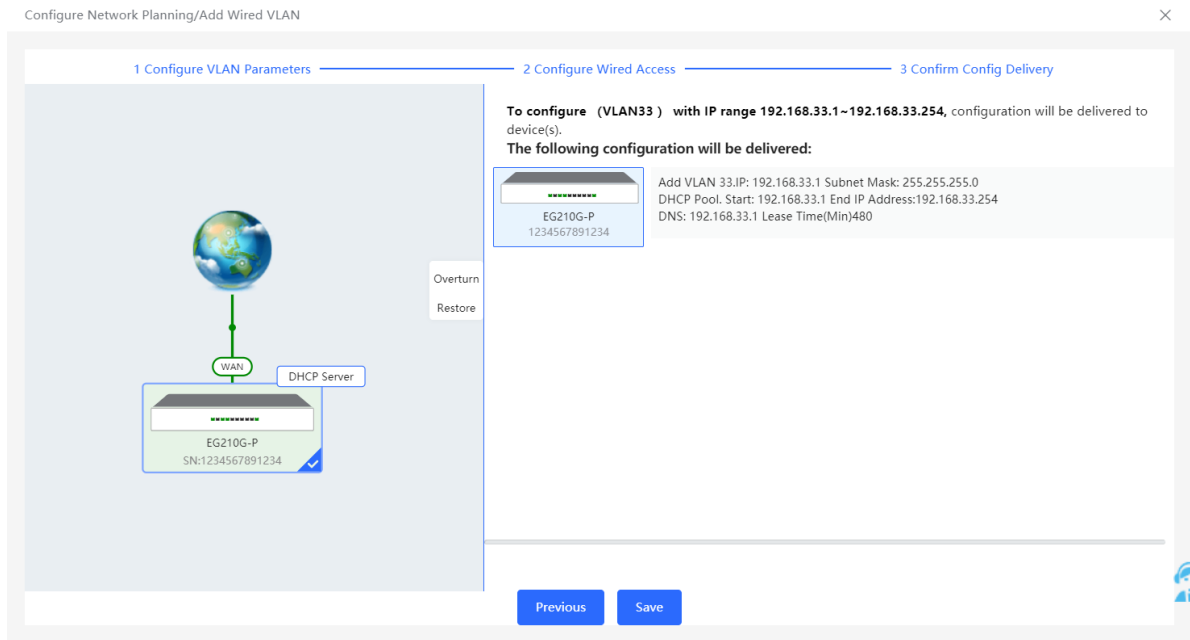 Configure Network Planning/Add Wired VLAN
1 Configure VLAN Parameters
2 Configure Wired Access
3 Confirm Config Delivery
Overturn
Restore
WAN
DHCP Server
EG210G-P
SN:1234567891234
To configure （VLAN33 ） with IP range 192.168.33.1~192.168.33.254, configuration will be delivered to
device(s).
The following configuration will be delivered:
EG210G-P
1234567891234
Add VLAN 33.IP: 192.168.33.1 Subnet Mask: 255.255.255.0
DHCP Pool. Start: 192.168.33.1 End IP Address:192.168.33.254
DNS: 192.168.33.1 Lease Time(Min)480
Previous
Save